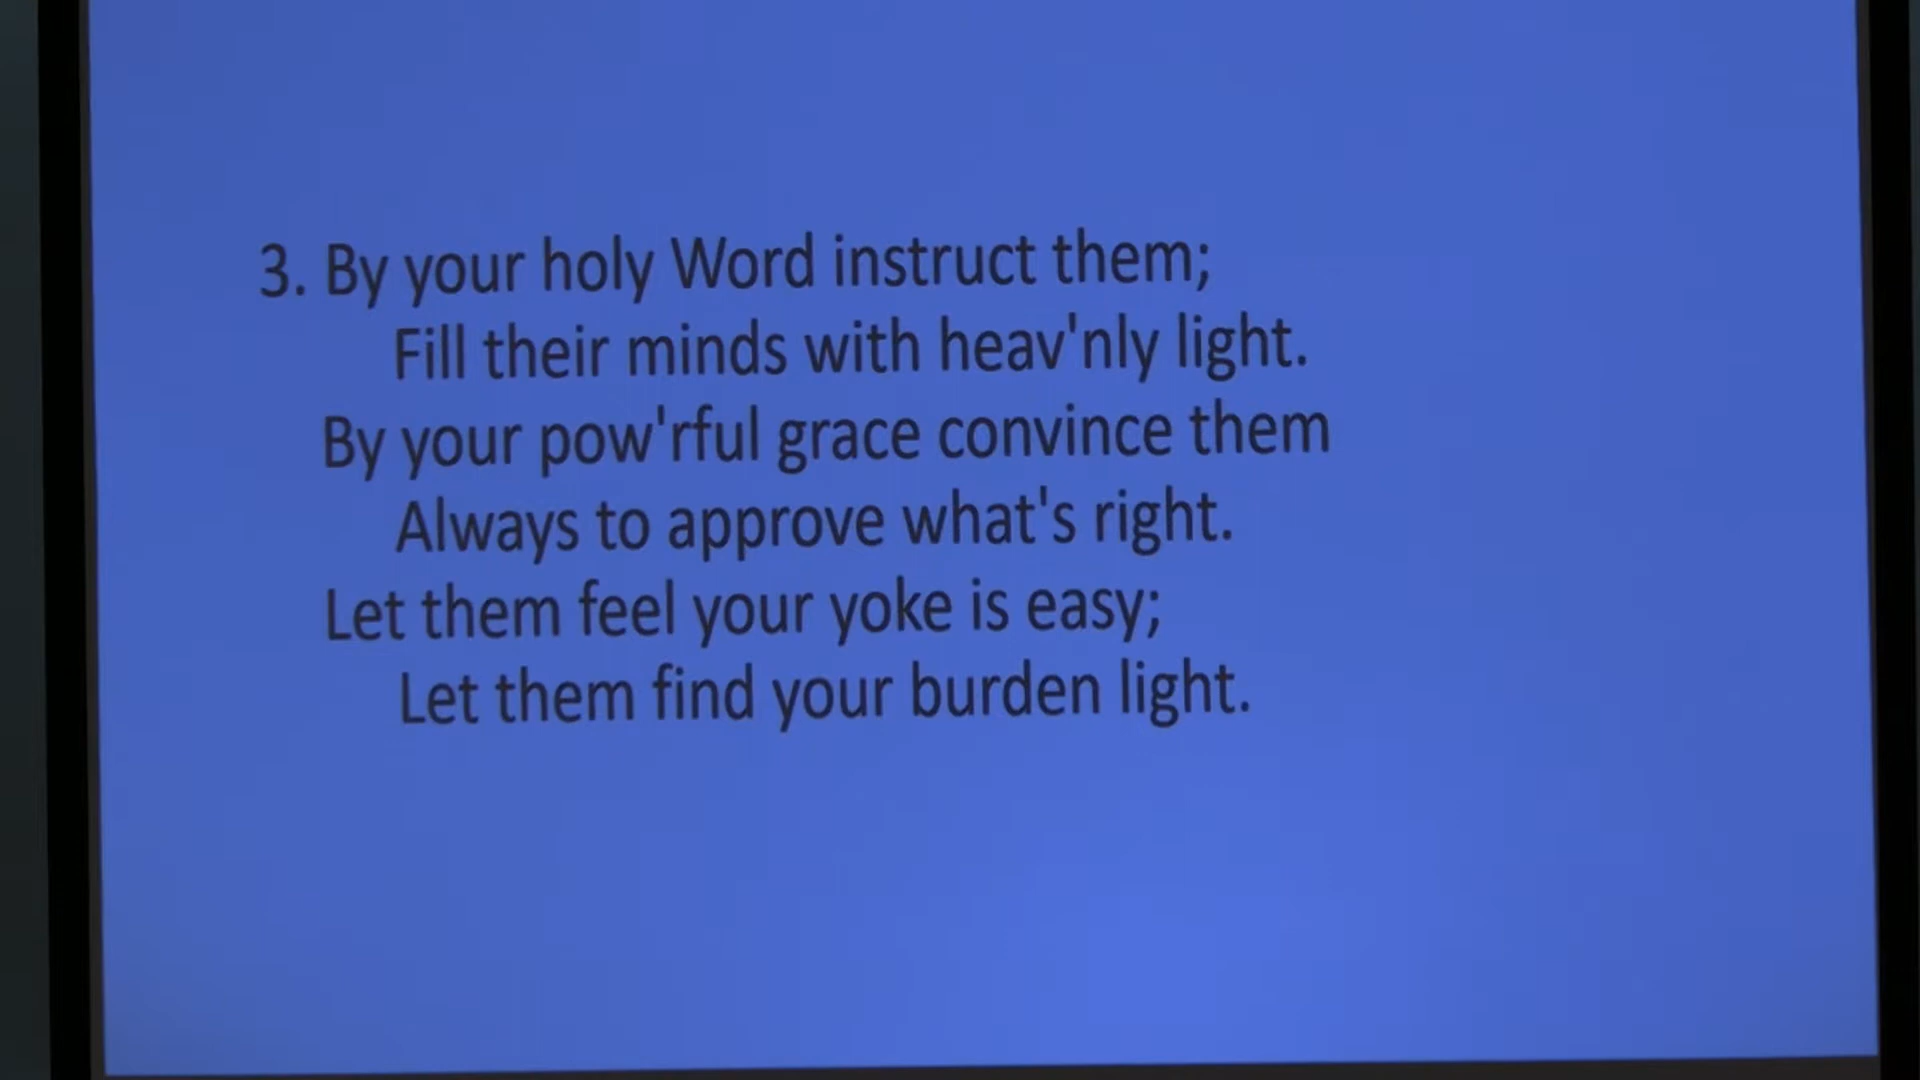 3. By your holy Word instruct them;
Fill their minds with heav'nly light.
By your pow'rful grace convince them
Always to approve what's right.
Let them feel your yoke is easy;
Let them find your burden light.